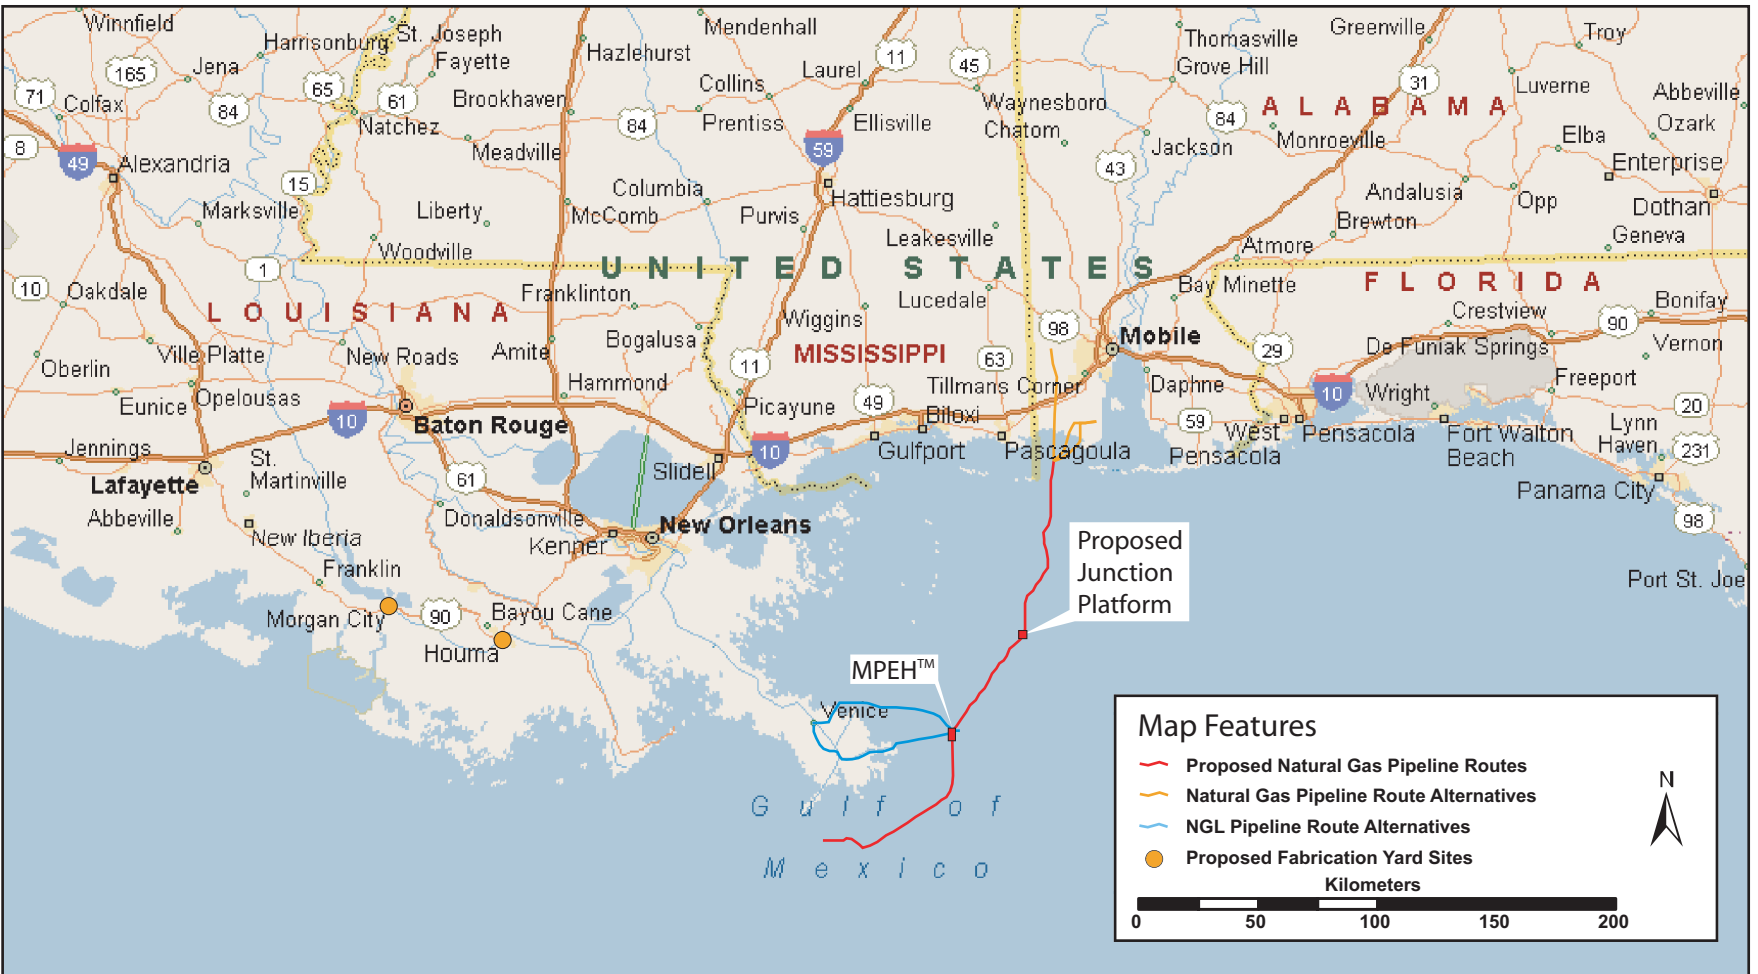 Winnfield
Harrisonburg
St. Joseph
Fayette
Hazlehurst
Mendenhall
Laurel
11
45
Thomasville
Grove Hill
Greenville
31
Troy
Luverne
Abbeville
71
Colfax
165
Jena
84
65
61
Brookhaven
84
Collins
Prentiss
Ellisville
Waynesboro
Chatom
84
ALABAMA
Monroeville
Elba
Ozark
Enterprise
8
49
Alexandria
Natchez
Meadville
59
Jackson
43
15
Marksville
Liberty
McComb
Columbia
Purvis
Hattiesburg
Leakesville
Andalusia
Brewton
Opp
Dothan
Geneva
Woodville
1
UNITED STATES
Atmore
Bay Minette
FLORIDA
10
Oakdale
LOUISIANA
Franklinton
Bogalusa
Wiggins
Lucedale
98
Mobile
Crestview
Bonifay
90
De Funiak Springs
Vernon
Oberlin
Ville Platte
New Roads
Amite
11
MISSISSIPPI
63
29
Eunice
Opelousas
Hammond
Picayune
49
Tillmans Corner
Biloxi
Daphne
10
Wright
Freeport
20
10
Baton Rouge
10
Gulfport
Pascagoula
59
West
Pensacola
Pensacola
Fort Walton
Beach
Lynn
Haven
231
Jennings
Lafayette
St.
Martinville
61
Slidell
Panama City
98
Abbeville
New Iberia
Donaldsonville
Kenner
New Orleans
Franklin
Morgan City
90
Bayou Cane
Houma
Port St. Joe
Proposed
Junction
Platform
MPEH™
Venice
Gulf of
Mexico
Map Features
Proposed Natural Gas Pipeline Routes
Natural Gas Pipeline Route Alternatives
NGL Pipeline Route Alternatives
Proposed Fabrication Yard Sites
N
Kilometers
0 50 100 150 200